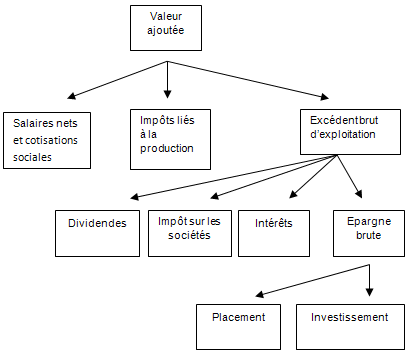 Valeur
ajoutée
Salaires nets
et cotisations
sociales
Impôts liés
à la
production
Excédent brut
d'exploitation
Dividendes
Impôt sur les
sociétés
Intérêts
Epargne
brute
Placement
Investissement